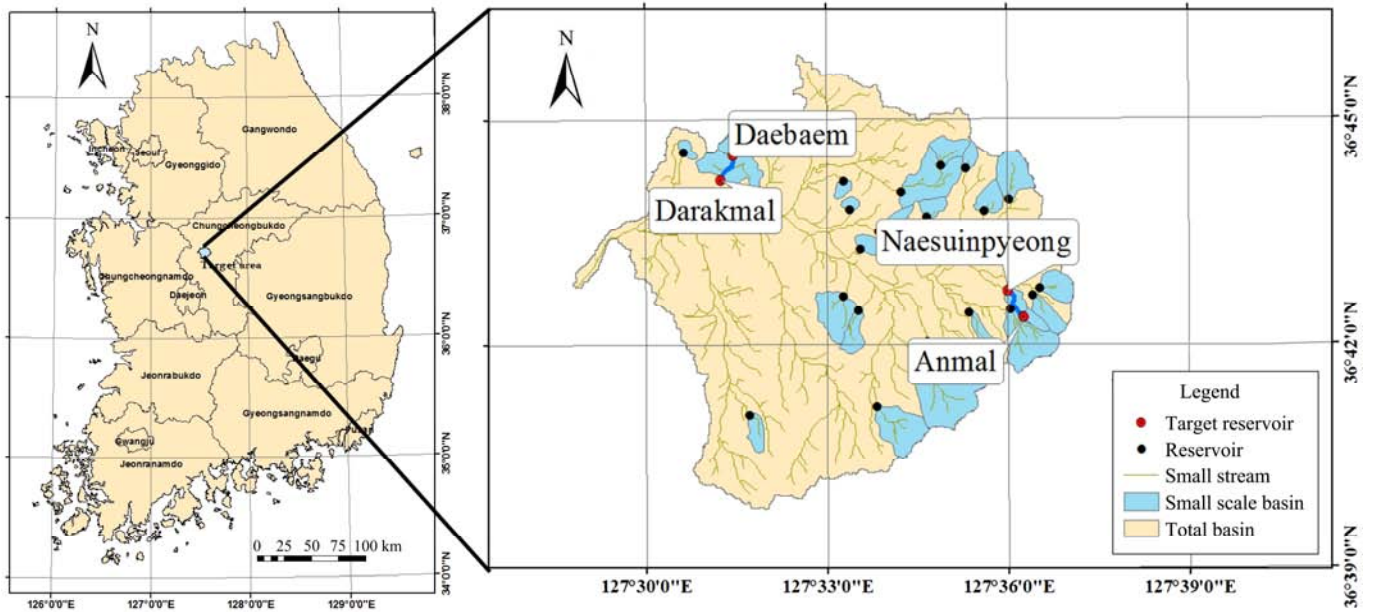 N
38°0'0"N
37°0'0"N
36°0'0"N
35°0'0"N
34°0'0"N
Gangwondo
Incheon
Seoul
Gyeonggido
Chungcheongbukdo
Target area
Chungcheongnamdo
Daejeon
Gyeongsangbukdo
Daegu
Jeonrabukdo
Gyeongsangnamdo
Pusan
Gwangju
Jeonranamdo
0 25 50 75 100 km
126°0'0"E 127°0'0"E 128°0'0"E 129°0'0"E
N
Daebaem
Darakmal
Naesuinpyeong
Anmal
36°45'0"N
36°42'0"N
36°39'0"N
Legend
Target reservoir
Reservoir
Small stream
Small scale basin
Total basin
127°30'0"E 127°33'0"E 127°36'0"E 127°39'0"E